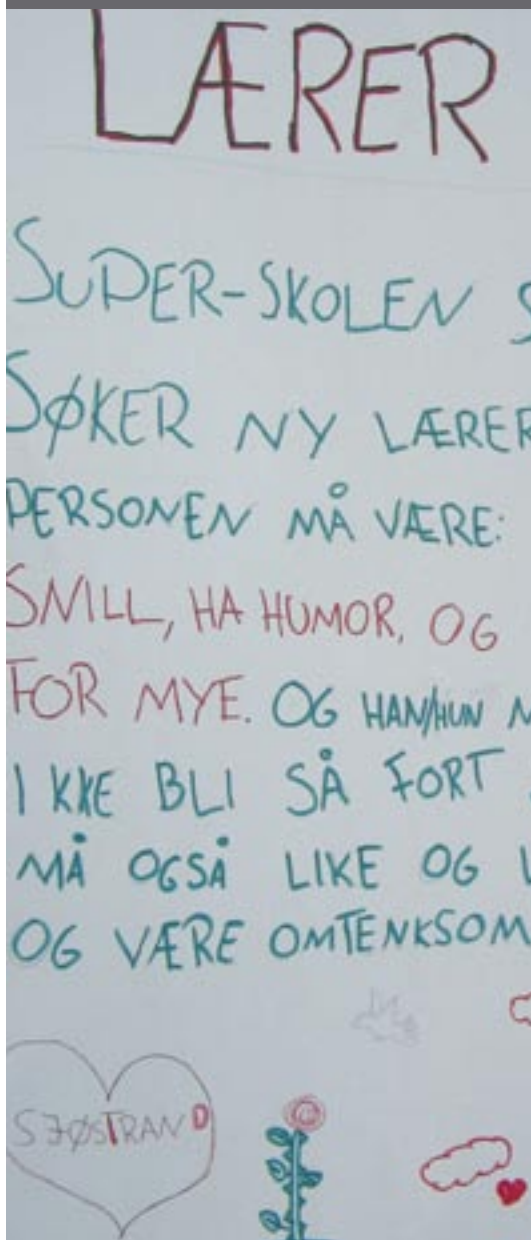 LÆRER
SUPER-SKOLEN S
SØKER NY LÆRER
PERSONEN MÅ VÆRE:
SNILL, HA HUMOR, OG
FOR MYE. OG HAN/HUN
IKKE BLI SÅ FORT
MÅ OGSÅ LIKE OG
OG VÆRE OMTENKSOM
SJØSTRAND